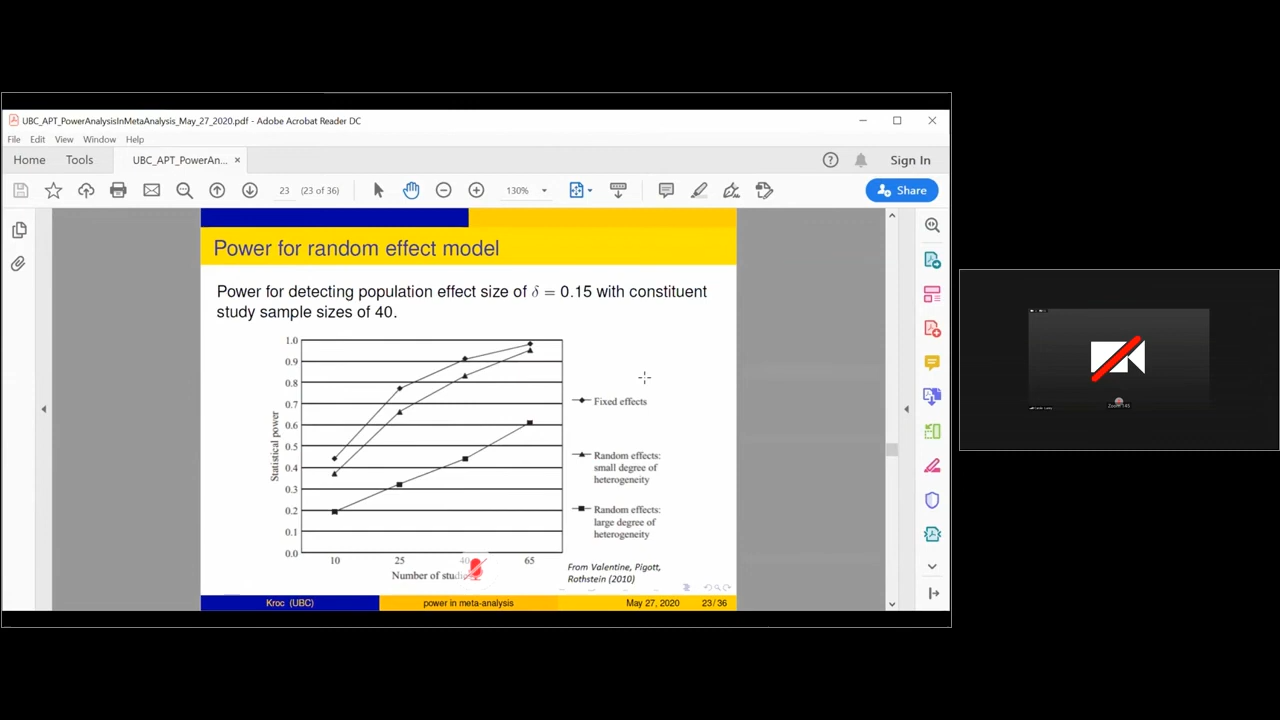 UBC_APT_PowerAnalysisInMetaAnalysis_May_27_2020.pdf - Adobe Acrobat Reader DC
File Edit View Window Help
Home Tools UBC_APT_PowerAn... × Sign In
23 (23 of 36) 130% Share
Power for random effect model
Power for detecting population effect size of δ = 0.15 with constituent
study sample sizes of 40.
1.0
0.9
0.8
0.7
0.6
0.5
0.4
0.3
0.2
0.1
0.0
Statistical power
10 25 40 65
Number of
Fixed effects
Random effects:
small degree of
heterogeneity
Random effects:
large degree of
heterogeneity
From Valentine, Pigott,
Rothstein (2010)
Kroc (UBC) power in meta-analysis May 27, 2020 23/36